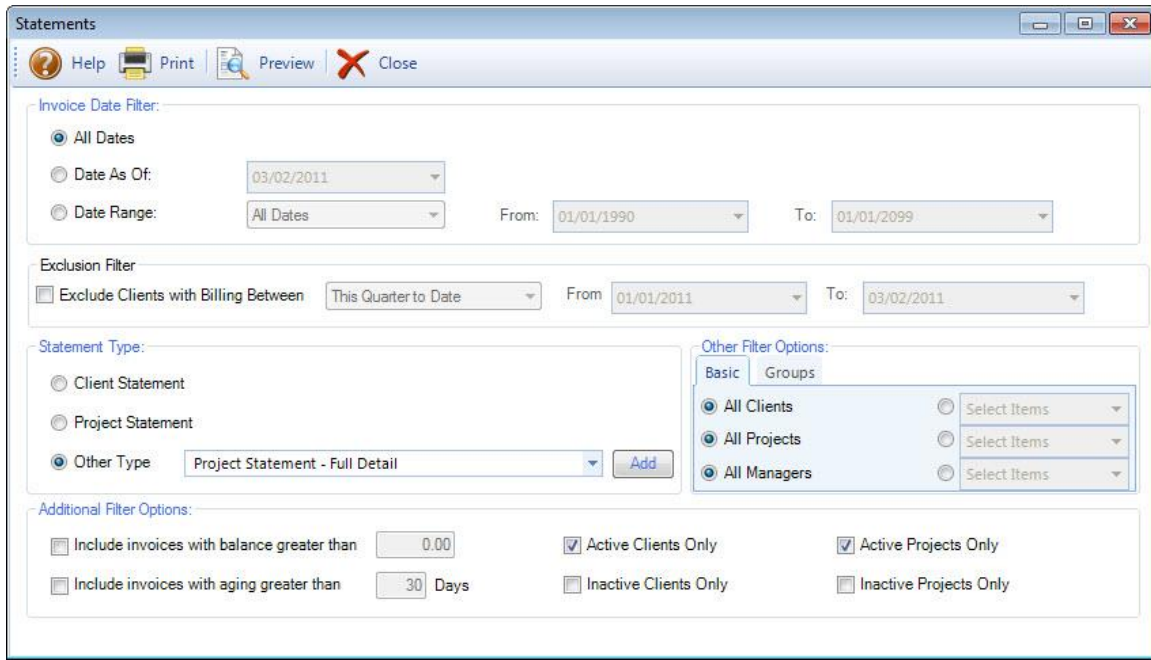 Statements
Help Print Preview Close
Invoice Date Filter:
All Dates
Date As Of: 03/02/2011
Date Range: All Dates From: 01/01/1990 To: 01/01/2099
Exclusion Filter
Exclude Clients with Billing Between This Quarter to Date From 01/01/2011 To: 03/02/2011
Statement Type:
Client Statement
Project Statement
Other Type Project Statement - Full Detail Add
Other Filter Options:
Basic Groups
All Clients Select Items
All Projects Select Items
All Managers Select Items
Additional Filter Options:
Include invoices with balance greater than 0.00 Active Clients Only Active Projects Only
Include invoices with aging greater than 30 Days Inactive Clients Only Inactive Projects Only